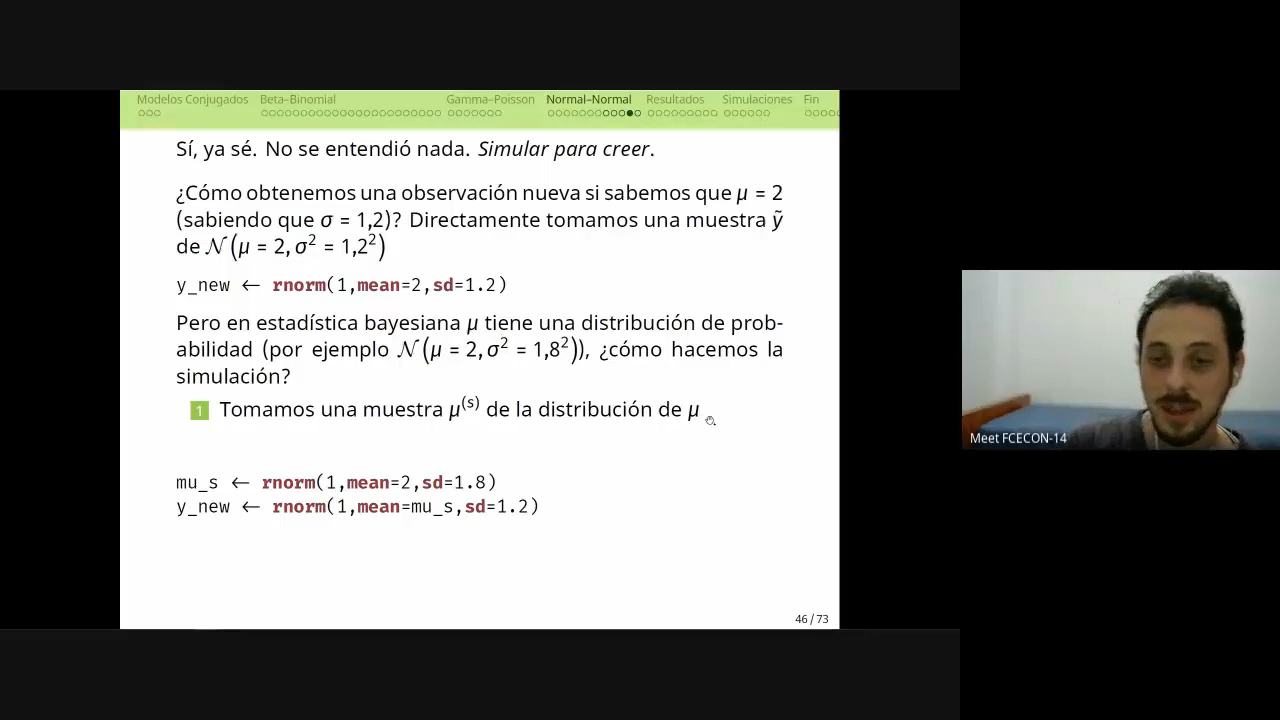 Modelos Conjugados Beta–Binomial Gamma–Poisson Normal–Normal Resultados Simulaciones Fin
Sí, ya sé. No se entendió nada. Simular para creer.
¿Cómo obtenemos una observación nueva si sabemos que μ = 2
(sabiendo que σ = 1,2)? Directamente tomamos una muestra ỹ
de 𝒩(μ = 2, σ² = 1,2²)
y_new ← rnorm(1,mean=2,sd=1.2)
Pero en estadística bayesiana μ tiene una distribución de prob-
abilidad (por ejemplo 𝒩(μ = 2, σ² = 1,8²)), ¿cómo hacemos la
simulación?
1 Tomamos una muestra μ⁽ˢ⁾ de la distribución de μ
mu_s ← rnorm(1,mean=2,sd=1.8)
y_new ← rnorm(1,mean=mu_s,sd=1.2)
46 / 73
Meet FCECON-14